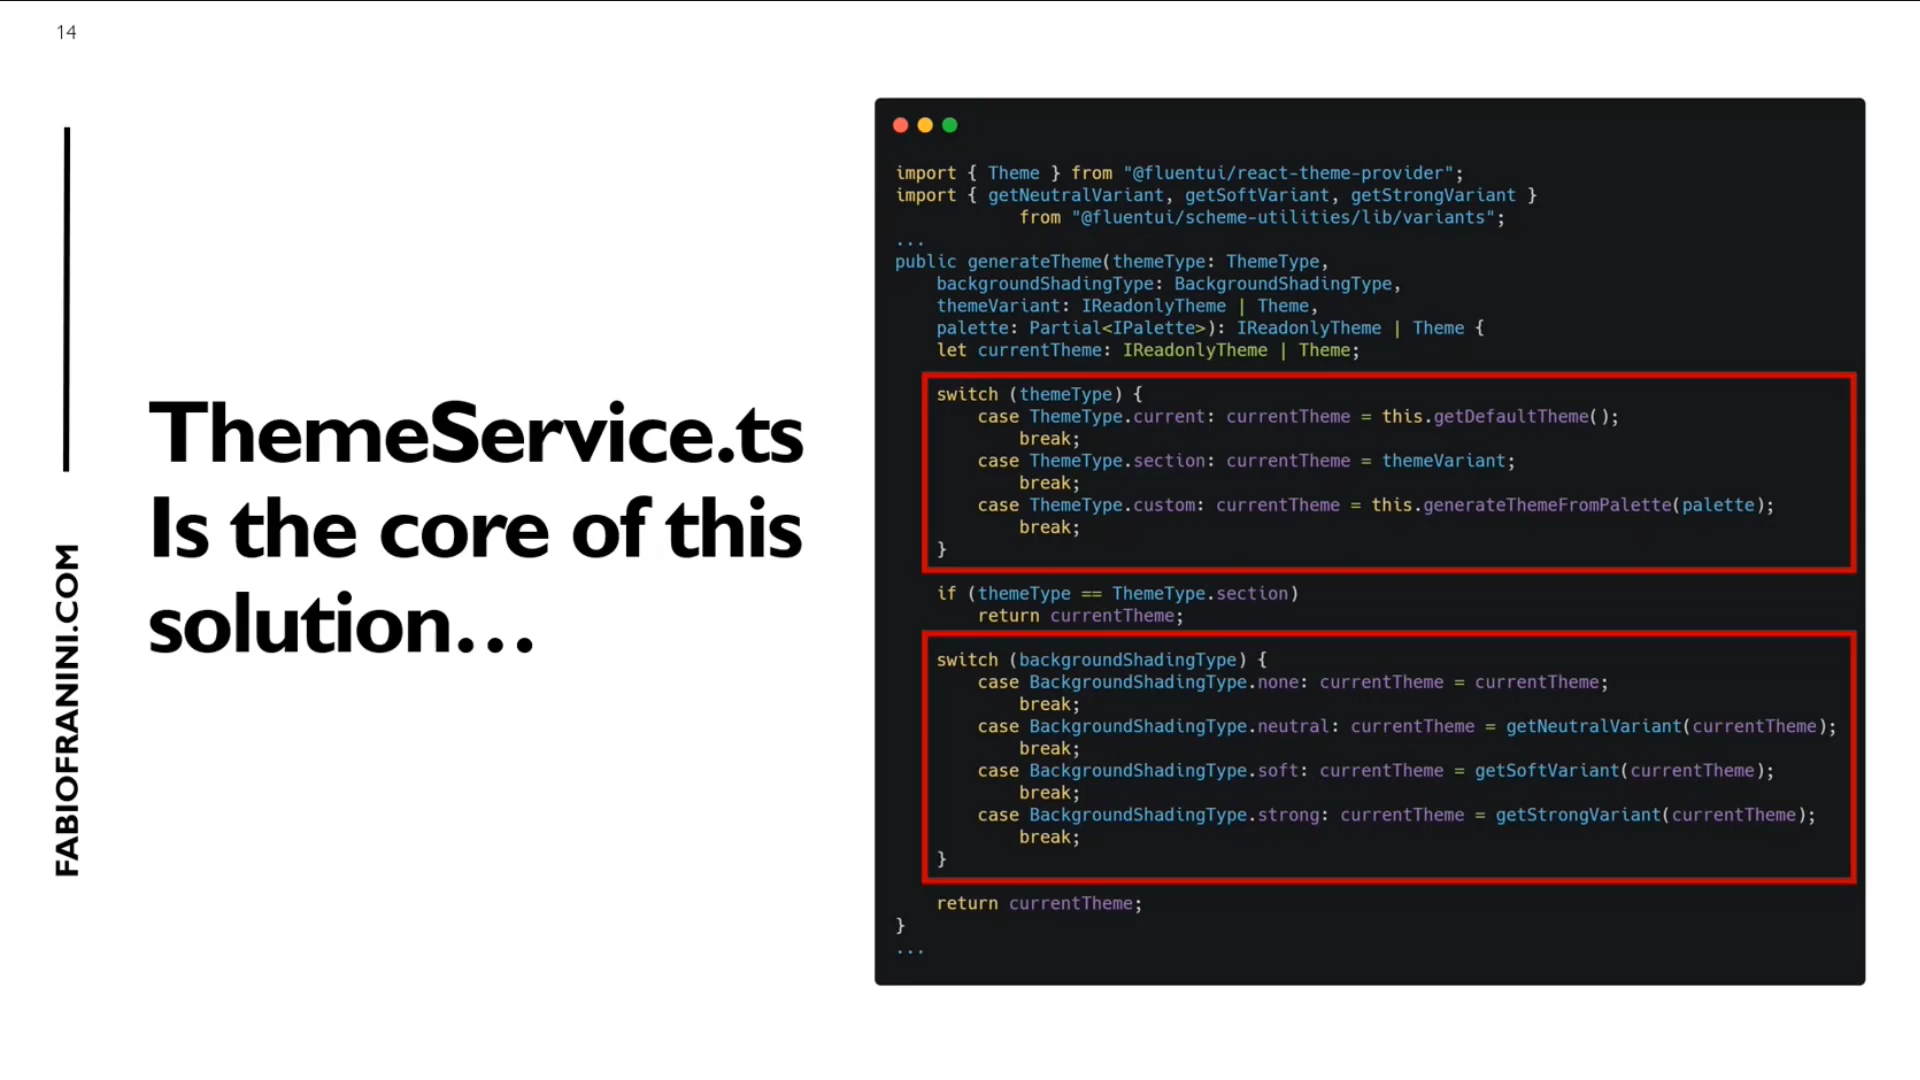 14
FABIOFRANINI.COM
ThemeService.ts
Is the core of this
solution...
import { Theme } from "@fluentui/react-theme-provider";
import { getNeutralVariant, getSoftVariant, getStrongVariant }
            from "@fluentui/scheme-utilities/lib/variants";
...
public generateTheme(themeType: ThemeType,
    backgroundShadingType: BackgroundShadingType,
    themeVariant: IReadonlyTheme | Theme,
    palette: Partial<IPalette>): IReadonlyTheme | Theme {
    let currentTheme: IReadonlyTheme | Theme;
    switch (themeType) {
        case ThemeType.current: currentTheme = this.getDefaultTheme();
            break;
        case ThemeType.section: currentTheme = themeVariant;
            break;
        case ThemeType.custom: currentTheme = this.generateThemeFromPalette(palette);
            break;
    }
    if (themeType == ThemeType.section)
        return currentTheme;
    switch (backgroundShadingType) {
        case BackgroundShadingType.none: currentTheme = currentTheme;
            break;
        case BackgroundShadingType.neutral: currentTheme = getNeutralVariant(currentTheme);
            break;
        case BackgroundShadingType.soft: currentTheme = getSoftVariant(currentTheme);
            break;
        case BackgroundShadingType.strong: currentTheme = getStrongVariant(currentTheme);
            break;
    }
    return currentTheme;
}
...